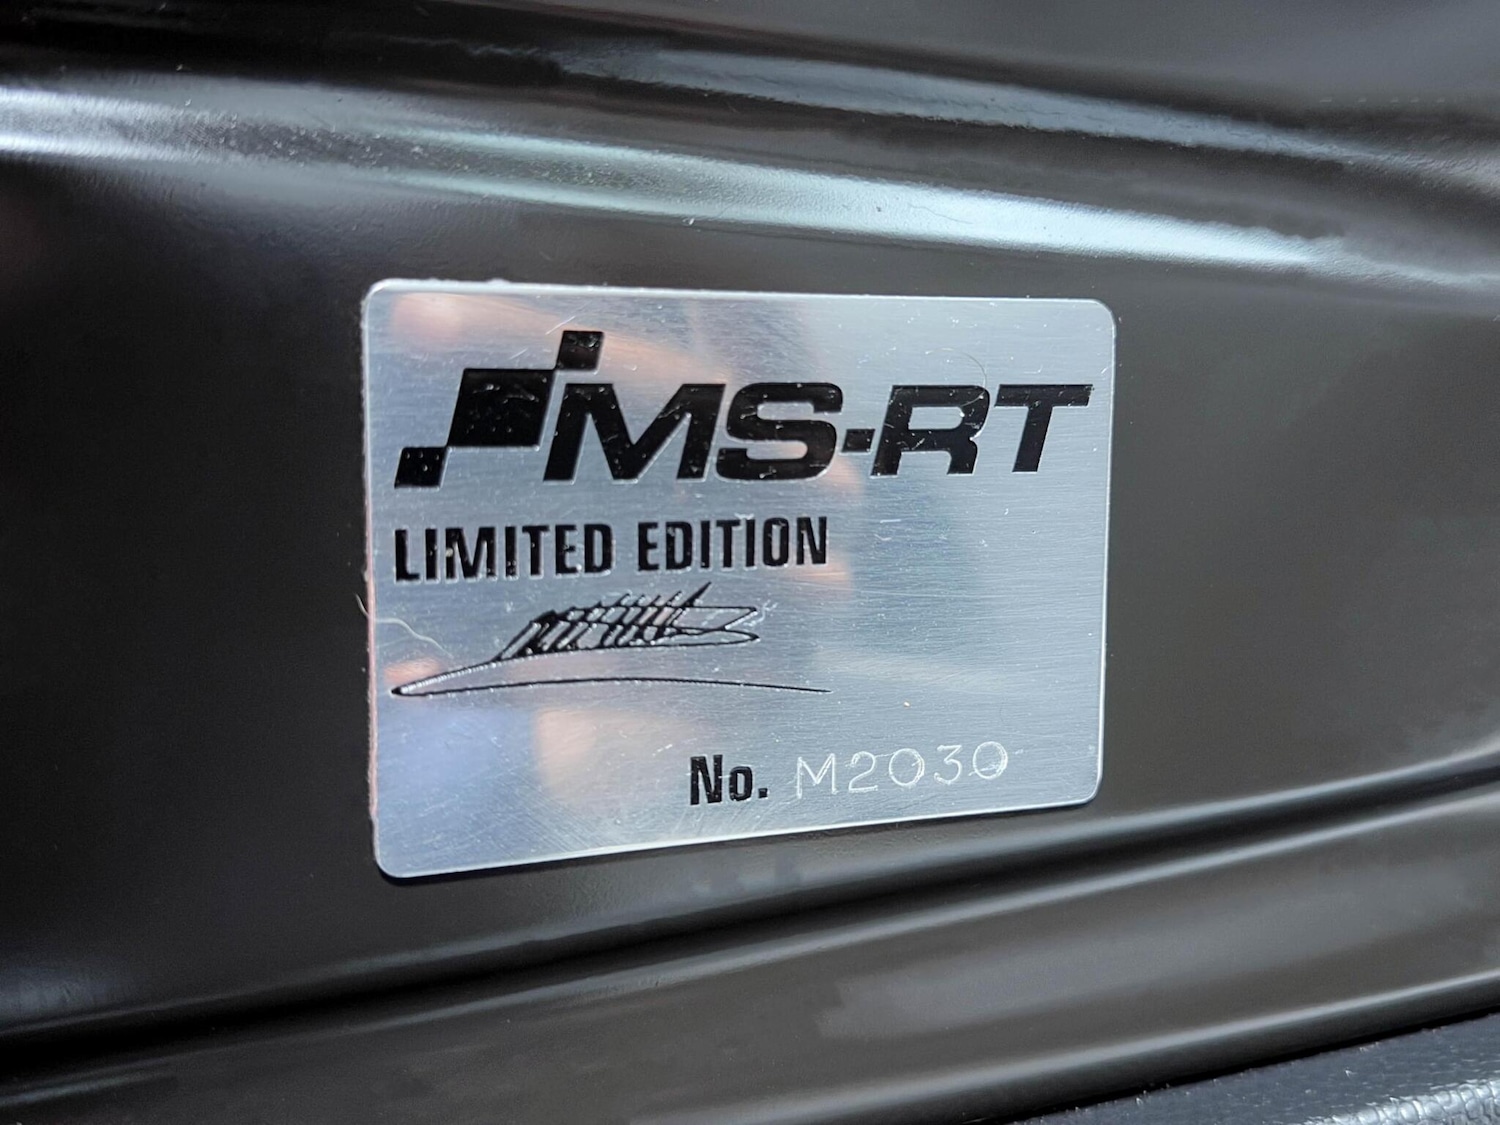 MS-RT
LIMITED EDITION
No. M2030